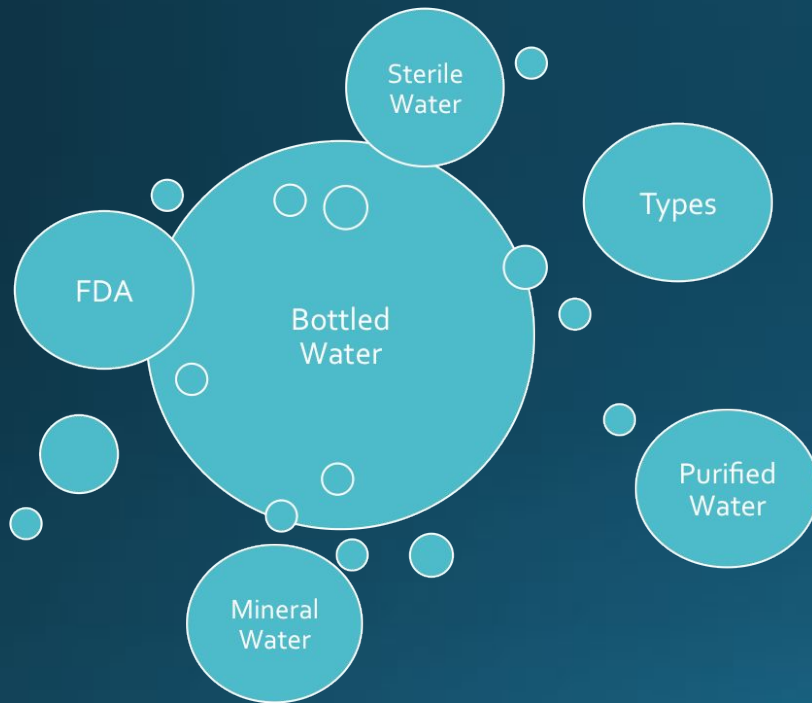 Sterile
Water
Types
FDA
Bottled
Water
Purified
Water
Mineral
Water